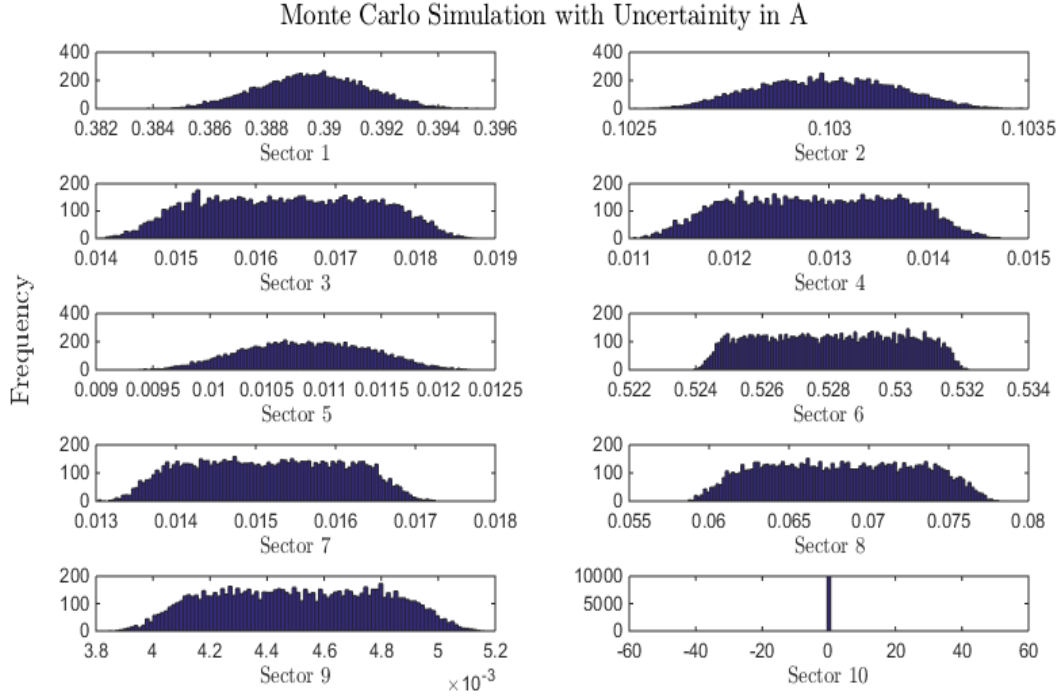 Monte Carlo Simulation with Uncertainity in A
Frequency
400
200
0
0.382 0.384 0.386 0.388 0.39 0.392 0.394 0.396
Sector 1
400
200
0
0.1025 0.103 0.1035
Sector 2
200
100
0
0.014 0.015 0.016 0.017 0.018 0.019
Sector 3
200
100
0
0.011 0.012 0.013 0.014 0.015
Sector 4
400
200
0
0.009 0.0095 0.01 0.0105 0.011 0.0115 0.012 0.0125
Sector 5
200
100
0
0.522 0.524 0.526 0.528 0.53 0.532 0.534
Sector 6
200
100
0
0.013 0.014 0.015 0.016 0.017 0.018
Sector 7
200
100
0
0.055 0.06 0.065 0.07 0.075 0.08
Sector 8
200
100
0
3.8 4 4.2 4.4 4.6 4.8 5 5.2
Sector 9
×10⁻³
10000
5000
0
-60 -40 -20 0 20 40 60
Sector 10